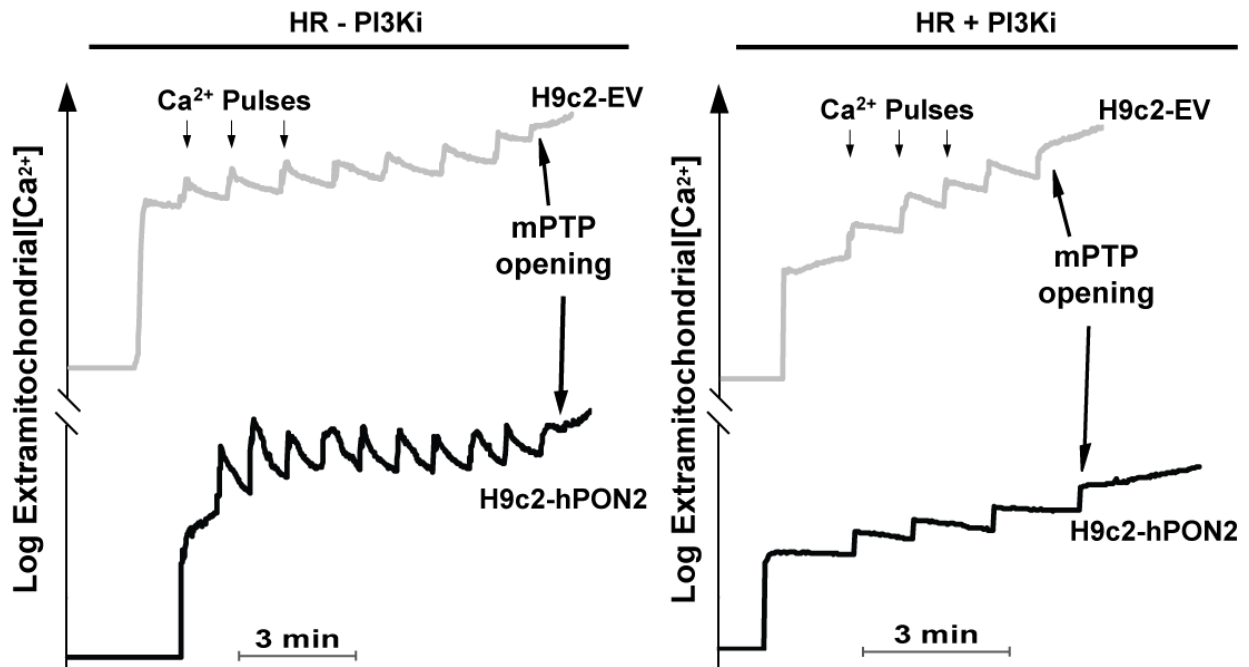 HR - PI3Ki
Ca²⁺ Pulses
H9c2-EV
mPTP
opening
H9c2-hPON2
3 min
Log Extramitochondrial[Ca²⁺]
HR + PI3Ki
Ca²⁺ Pulses
H9c2-EV
mPTP
opening
H9c2-hPON2
3 min
Log Extramitochondrial[Ca²⁺]